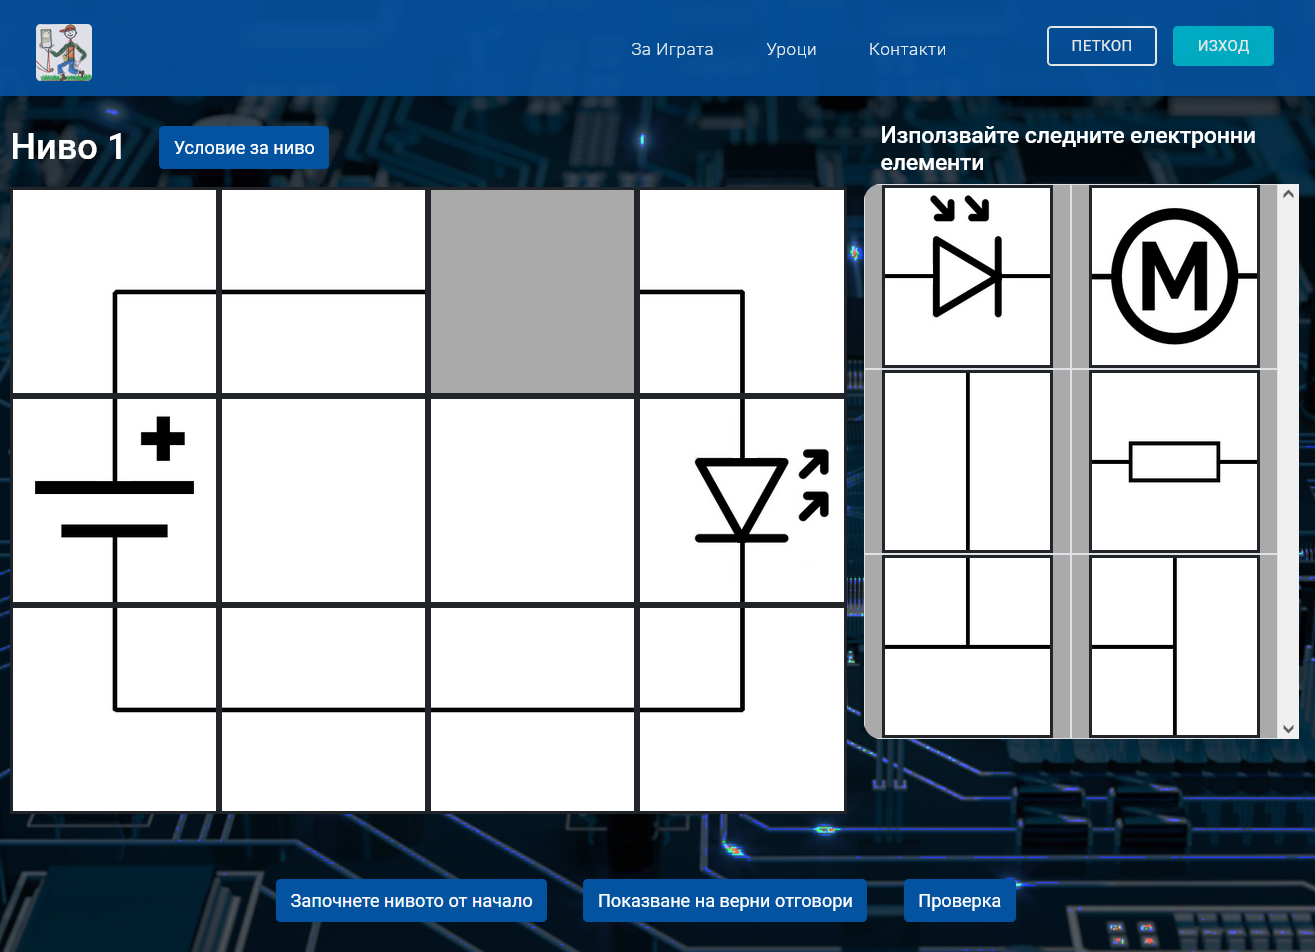 За Играта
Уроци
Контакти
ПЕТКОП
ИЗХОД
Ниво 1
Условие за ниво
Използвайте следните електронни
елементи
M
Започнете нивото от начало
Показване на верни отговори
Проверка